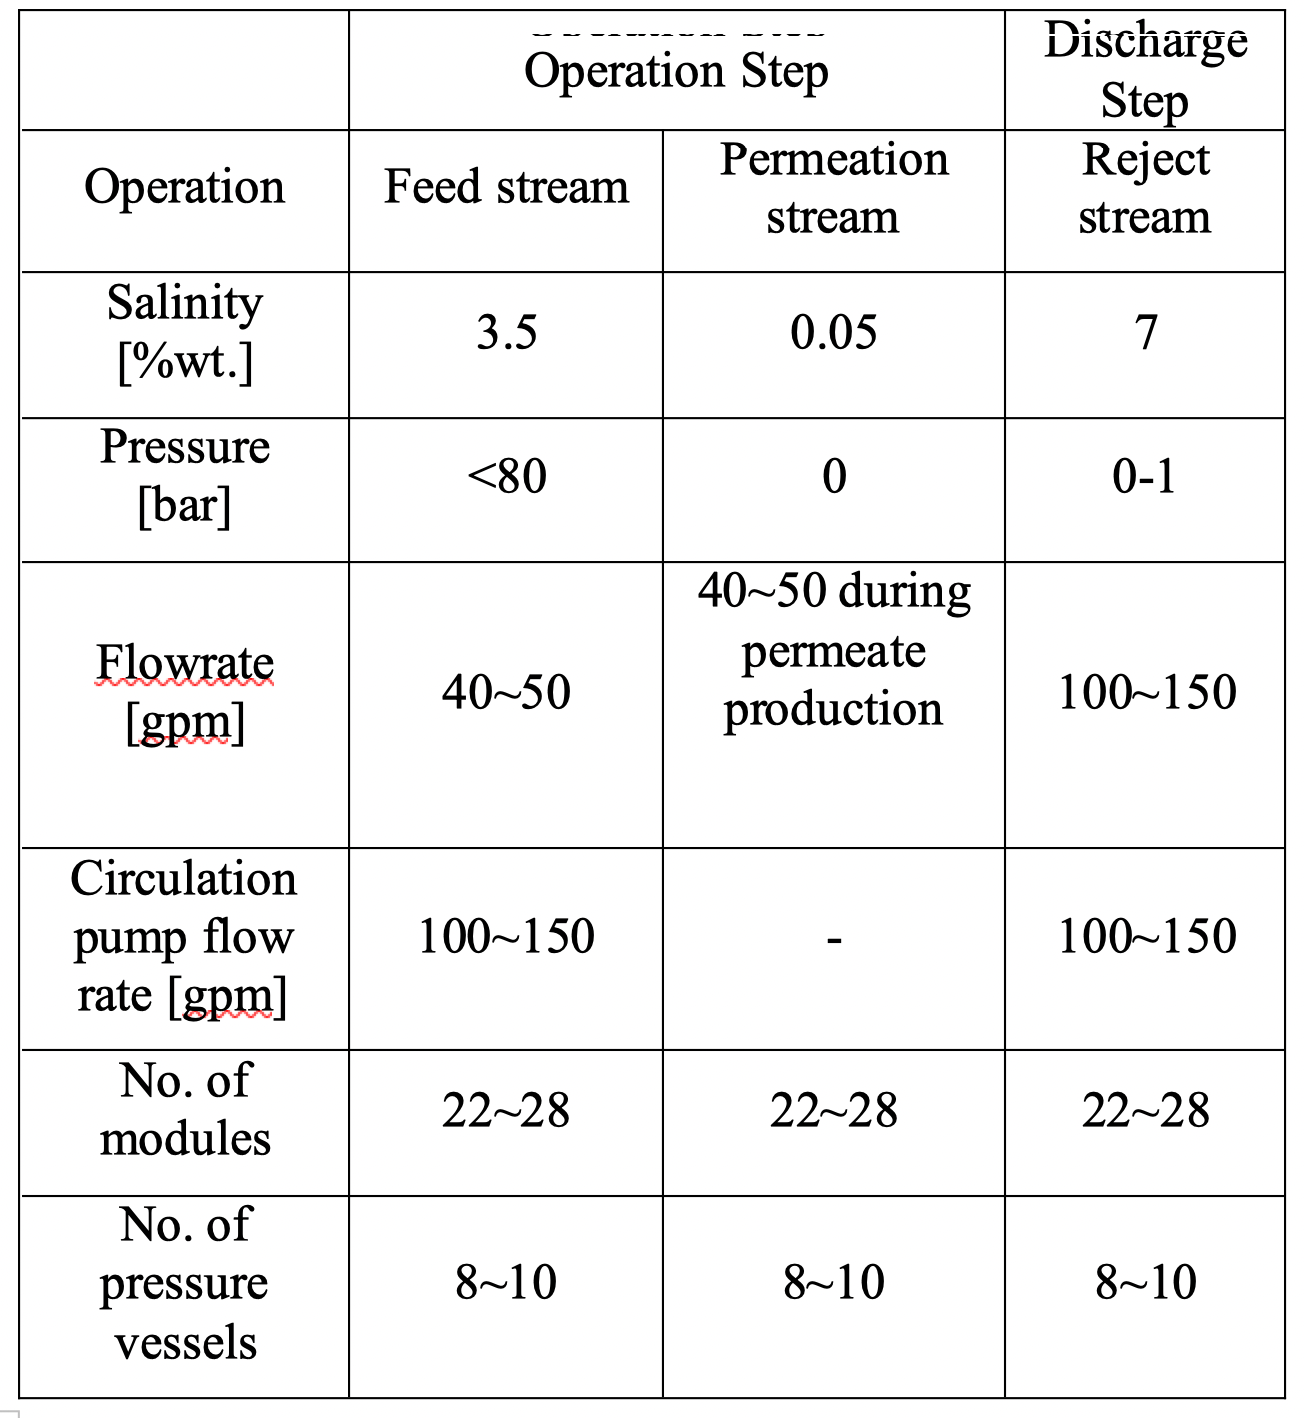 Operation Step
Discharge
Step
Operation
Feed stream
Permeation
stream
Reject
stream
Salinity
[%wt.]
3.5
0.05
7
Pressure
[bar]
<80
0
0-1
Flowrate
[gpm]
40~50
40~50 during
permeate
production
100~150
Circulation
pump flow
rate [gpm]
100~150
-
100~150
No. of
modules
22~28
22~28
22~28
No. of
pressure
vessels
8~10
8~10
8~10